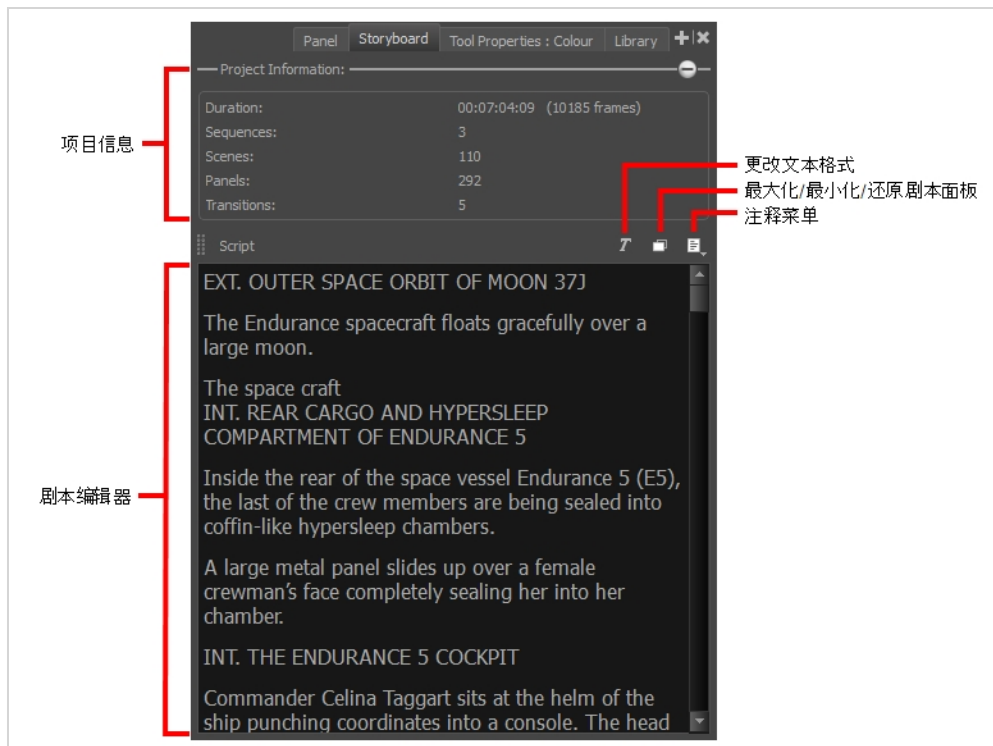 Panel Storyboard Tool Properties : Colour Library
Project Information:
Duration: 00:07:04:09 (10185 frames)
Sequences: 3
Scenes: 110
Panels: 292
Transitions: 5
项目信息
更改文本格式
最大化/最小化/还原剧本面板
注释菜单
Script
EXT. OUTER SPACE ORBIT OF MOON 37J
The Endurance spacecraft floats gracefully over a
large moon.
The space craft
INT. REAR CARGO AND HYPERSLEEP
COMPARTMENT OF ENDURANCE 5
Inside the rear of the space vessel Endurance 5 (E5),
the last of the crew members are being sealed into
coffin-like hypersleep chambers.
A large metal panel slides up over a female
crewman's face completely sealing her into her
chamber.
INT. THE ENDURANCE 5 COCKPIT
Commander Celina Taggart sits at the helm of the
ship punching coordinates into a console. The head
剧本编辑器